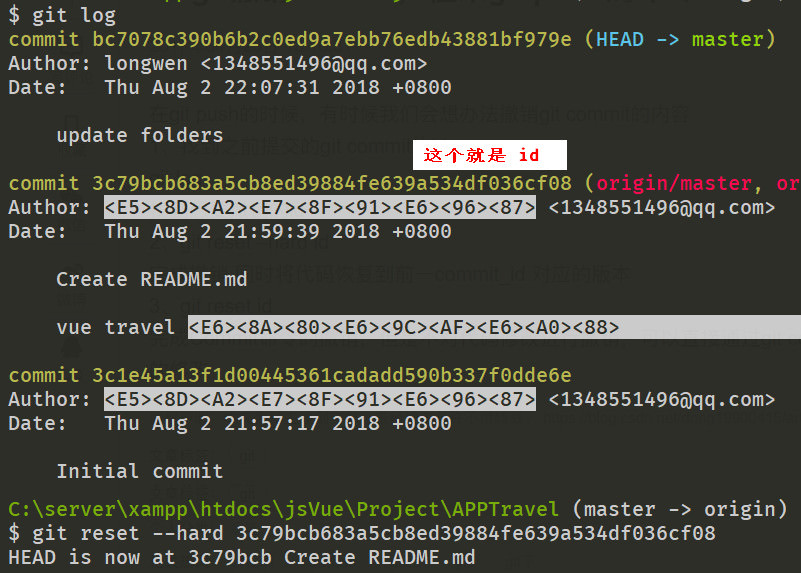 $ git log
commit bc7078c390b6b2c0ed9a7ebb76edb43881bf979e (HEAD -> master)
Author: longwen <1348551496@qq.com>
Date:   Thu Aug 2 22:07:31 2018 +0800
update folders
这个就是 id
commit 3c79bcb683a5cb8ed39884fe639a534df036cf08 (origin/master, or
Author: <E5><8D><A2><E7><8F><91><E6><96><87> <1348551496@qq.com>
Date:   Thu Aug 2 21:59:39 2018 +0800
Create README.md
vue travel <E6><8A><80><E6><9C><AF><E6><A0><88>
commit 3c1e45a13f1d00445361cadadd590b337f0dde6e
Author: <E5><8D><A2><E7><8F><91><E6><96><87> <1348551496@qq.com>
Date:   Thu Aug 2 21:57:17 2018 +0800
Initial commit
C:\server\xampp\htdocs\jsVue\Project\APPTravel (master -> origin)
$ git reset --hard 3c79bcb683a5cb8ed39884fe639a534df036cf08
HEAD is now at 3c79bcb Create README.md